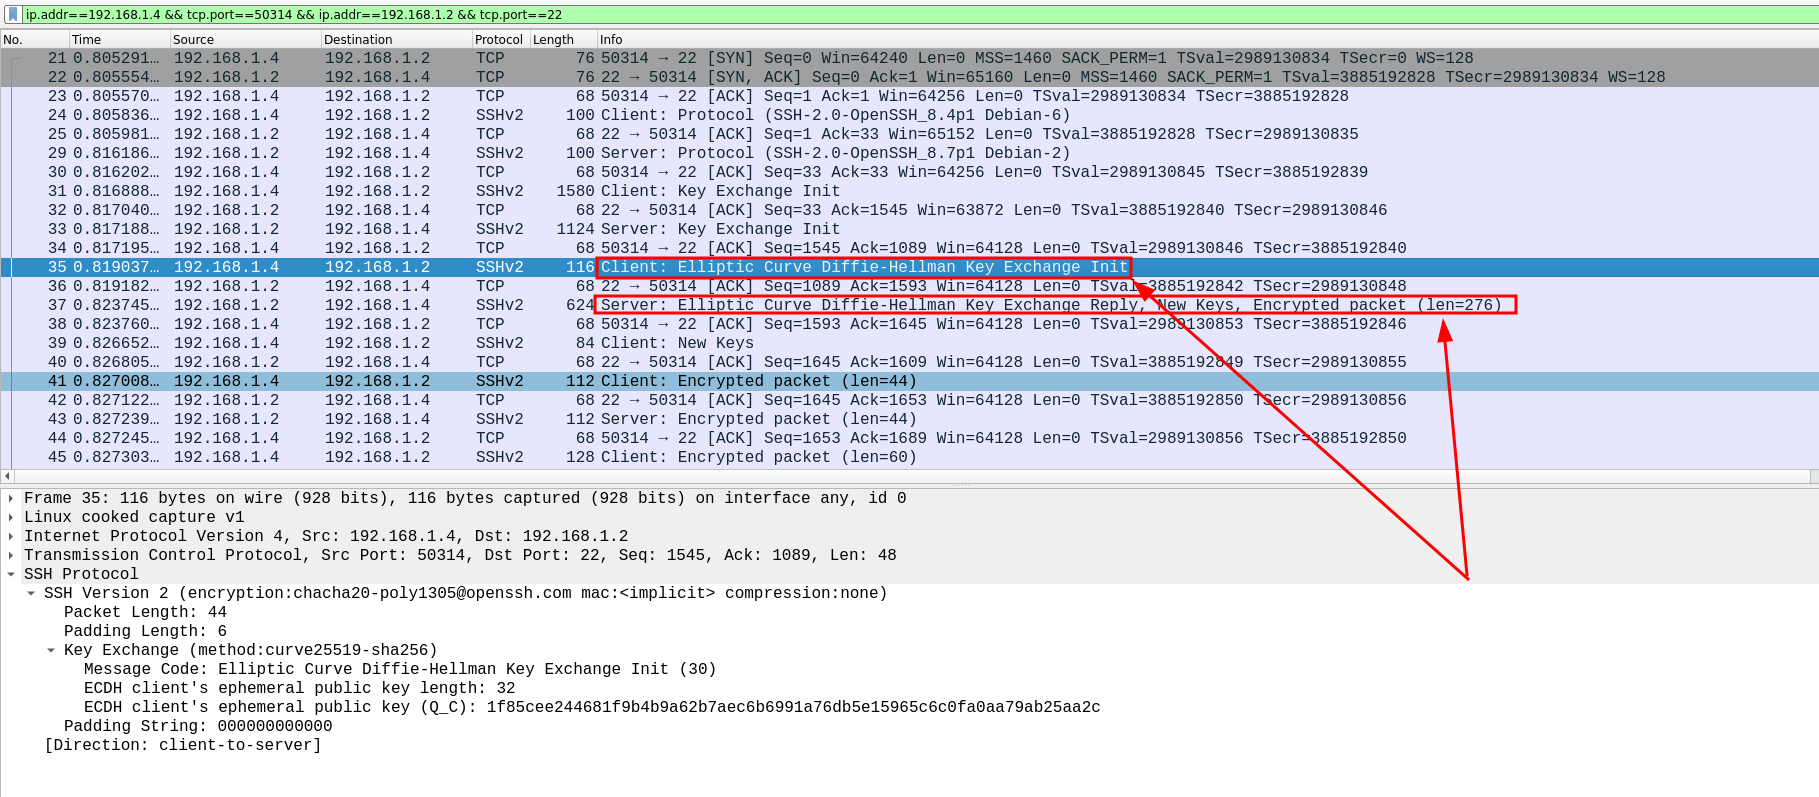 ip.addr==192.168.1.4 && tcp.port==50314 && ip.addr==192.168.1.2 && tcp.port==22
No. Time Source Destination Protocol Length Info
21 0.805291… 192.168.1.4 192.168.1.2 TCP 76 50314 → 22 [SYN] Seq=0 Win=64240 Len=0 MSS=1460 SACK_PERM=1 TSval=2989130834 TSecr=0 WS=128
22 0.805554… 192.168.1.2 192.168.1.4 TCP 76 22 → 50314 [SYN, ACK] Seq=0 Ack=1 Win=65160 Len=0 MSS=1460 SACK_PERM=1 TSval=3885192828 TSecr=2989130834 WS=128
23 0.805570… 192.168.1.4 192.168.1.2 TCP 68 50314 → 22 [ACK] Seq=1 Ack=1 Win=64256 Len=0 TSval=2989130834 TSecr=3885192828
24 0.805836… 192.168.1.4 192.168.1.2 SSHv2 100 Client: Protocol (SSH-2.0-OpenSSH_8.4p1 Debian-6)
25 0.805981… 192.168.1.2 192.168.1.4 TCP 68 22 → 50314 [ACK] Seq=1 Ack=33 Win=65152 Len=0 TSval=3885192828 TSecr=2989130835
29 0.816186… 192.168.1.2 192.168.1.4 SSHv2 100 Server: Protocol (SSH-2.0-OpenSSH_8.7p1 Debian-2)
30 0.816202… 192.168.1.4 192.168.1.2 TCP 68 50314 → 22 [ACK] Seq=33 Ack=33 Win=64256 Len=0 TSval=2989130845 TSecr=3885192839
31 0.816888… 192.168.1.4 192.168.1.2 SSHv2 1580 Client: Key Exchange Init
32 0.817040… 192.168.1.2 192.168.1.4 TCP 68 22 → 50314 [ACK] Seq=33 Ack=1545 Win=63872 Len=0 TSval=3885192840 TSecr=2989130846
33 0.817188… 192.168.1.2 192.168.1.4 SSHv2 1124 Server: Key Exchange Init
34 0.817195… 192.168.1.4 192.168.1.2 TCP 68 50314 → 22 [ACK] Seq=1545 Ack=1089 Win=64128 Len=0 TSval=2989130846 TSecr=3885192840
35 0.819037… 192.168.1.4 192.168.1.2 SSHv2 116 Client: Elliptic Curve Diffie-Hellman Key Exchange Init
36 0.819182… 192.168.1.2 192.168.1.4 TCP 68 22 → 50314 [ACK] Seq=1089 Ack=1593 Win=64128 Len=0 TSval=3885192842 TSecr=2989130848
37 0.823745… 192.168.1.2 192.168.1.4 SSHv2 624 Server: Elliptic Curve Diffie-Hellman Key Exchange Reply, New Keys, Encrypted packet (len=276)
38 0.823760… 192.168.1.4 192.168.1.2 TCP 68 50314 → 22 [ACK] Seq=1593 Ack=1645 Win=64128 Len=0 TSval=2989130853 TSecr=3885192846
39 0.826652… 192.168.1.4 192.168.1.2 SSHv2 84 Client: New Keys
40 0.826805… 192.168.1.2 192.168.1.4 TCP 68 22 → 50314 [ACK] Seq=1645 Ack=1609 Win=64128 Len=0 TSval=3885192849 TSecr=2989130855
41 0.827008… 192.168.1.4 192.168.1.2 SSHv2 112 Client: Encrypted packet (len=44)
42 0.827122… 192.168.1.2 192.168.1.4 TCP 68 22 → 50314 [ACK] Seq=1645 Ack=1653 Win=64128 Len=0 TSval=3885192850 TSecr=2989130856
43 0.827239… 192.168.1.2 192.168.1.4 SSHv2 112 Server: Encrypted packet (len=44)
44 0.827245… 192.168.1.4 192.168.1.2 TCP 68 50314 → 22 [ACK] Seq=1653 Ack=1689 Win=64128 Len=0 TSval=2989130856 TSecr=3885192850
45 0.827303… 192.168.1.4 192.168.1.2 SSHv2 128 Client: Encrypted packet (len=60)
Frame 35: 116 bytes on wire (928 bits), 116 bytes captured (928 bits) on interface any, id 0
Linux cooked capture v1
Internet Protocol Version 4, Src: 192.168.1.4, Dst: 192.168.1.2
Transmission Control Protocol, Src Port: 50314, Dst Port: 22, Seq: 1545, Ack: 1089, Len: 48
SSH Protocol
SSH Version 2 (encryption:chacha20-poly1305@openssh.com mac:<implicit> compression:none)
Packet Length: 44
Padding Length: 6
Key Exchange (method:curve25519-sha256)
Message Code: Elliptic Curve Diffie-Hellman Key Exchange Init (30)
ECDH client's ephemeral public key length: 32
ECDH client's ephemeral public key (Q_C): 1f85cee244681f9b4b9a62b7aec6b6991a76db5e15965c6c0fa0aa79ab25aa2c
Padding String: 000000000000
[Direction: client-to-server]